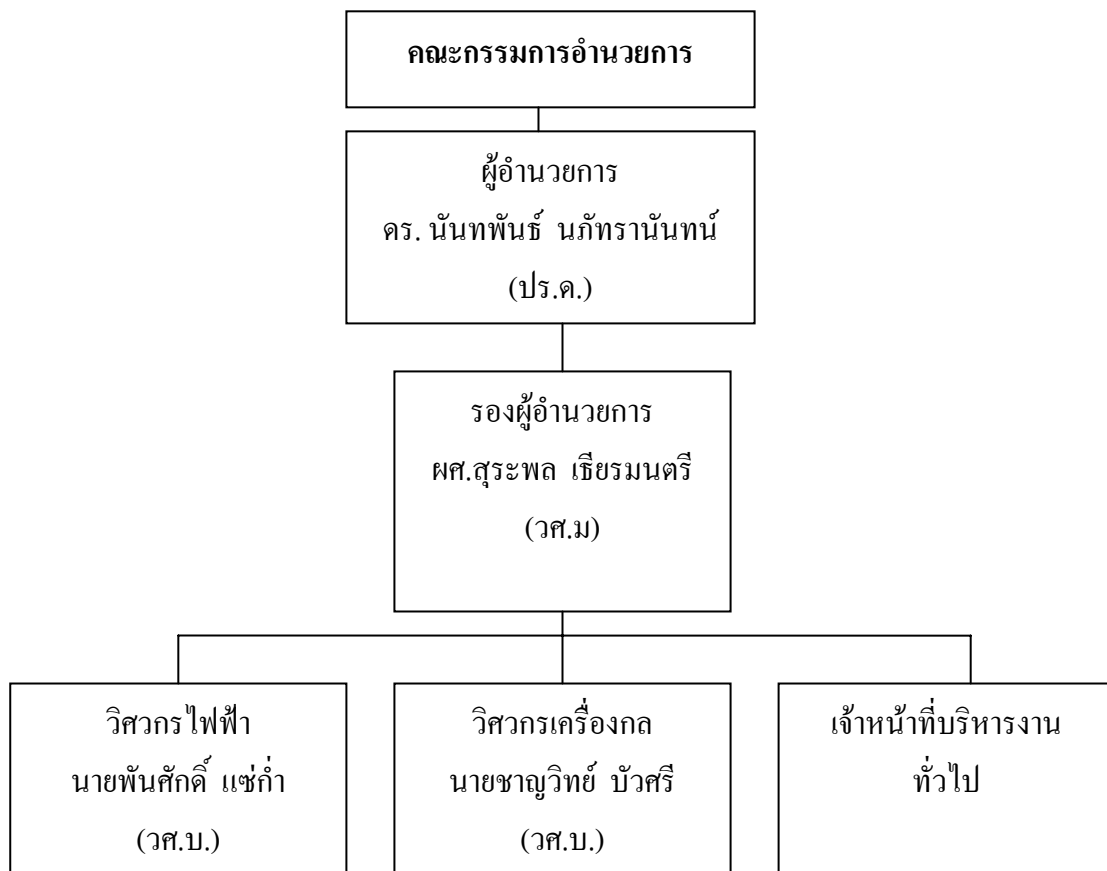 คณะกรรมการอำนวยการ
ผู้อำนวยการ
ดร. นันทพันธ์ นภัทรานันทน์
(ปร.ด.)
รองผู้อำนวยการ
ผศ.สุระพล เธียรมนตรี
(วศ.ม)
วิศวกรไฟฟ้า
นายพันศักดิ์ แซ่ก่ำ
(วศ.บ.)
วิศวกรเครื่องกล
นายชาญวิทย์ บัวศรี
(วศ.บ.)
เจ้าหน้าที่บริหารงาน
ทั่วไป